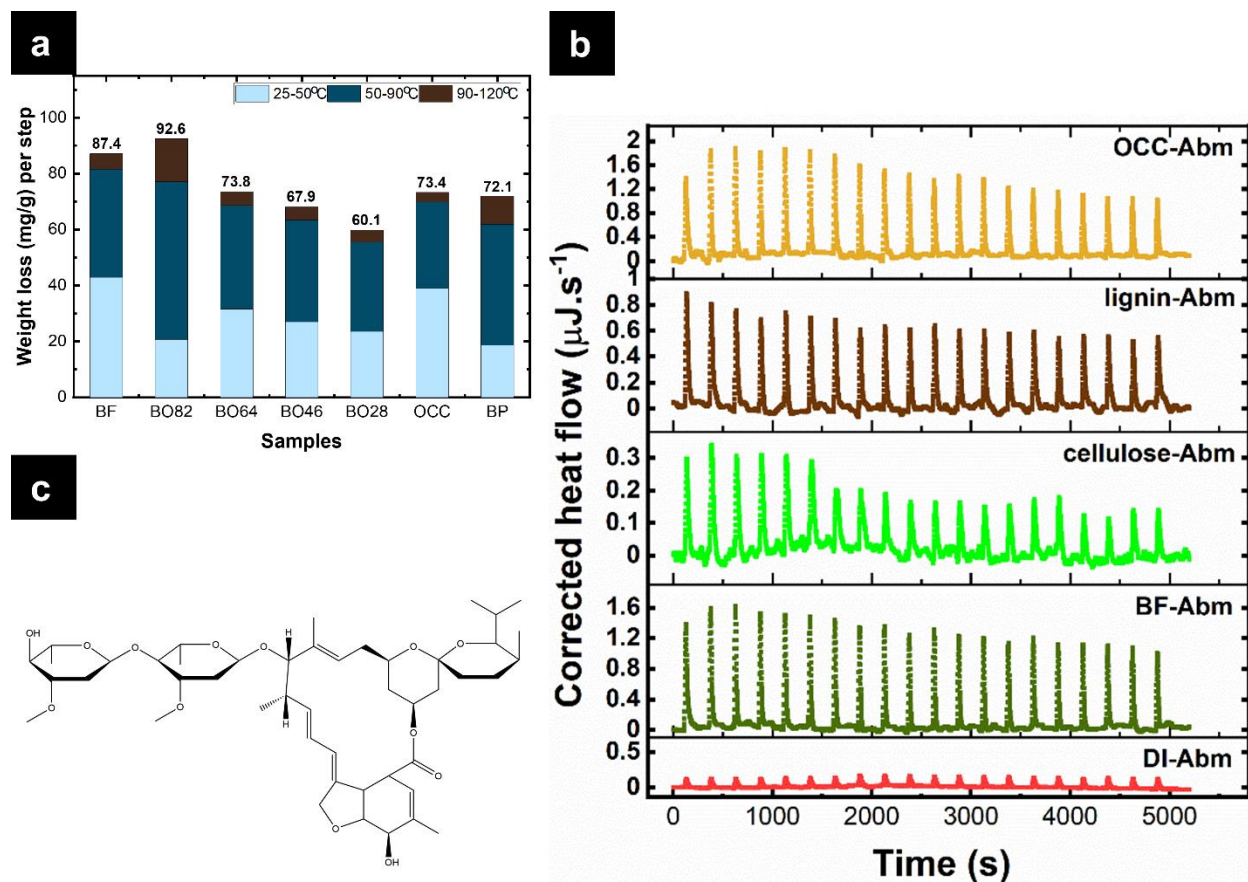 a
25-50°C 50-90°C 90-120°C
Weight loss (mg/g) per step
100
80
60
40
20
0
87.4 92.6 73.8 67.9 60.1 73.4 72.1
BF BO82 BO64 BO46 BO28 OCC BP
Samples
b
Corrected heat flow (µJ.s⁻¹)
OCC-Abm
2
1.6
1.2
0.8
0.4
0
lignin-Abm
1
0.8
0.6
0.4
0.2
0
cellulose-Abm
0.3
0.2
0.1
0
BF-Abm
1.6
1.2
0.8
0.4
0
DI-Abm
0.5
0
0 1000 2000 3000 4000 5000
Time (s)
c
OH
O
O
O
O
O
O
H
H
O
O
O
O
O
O
OH